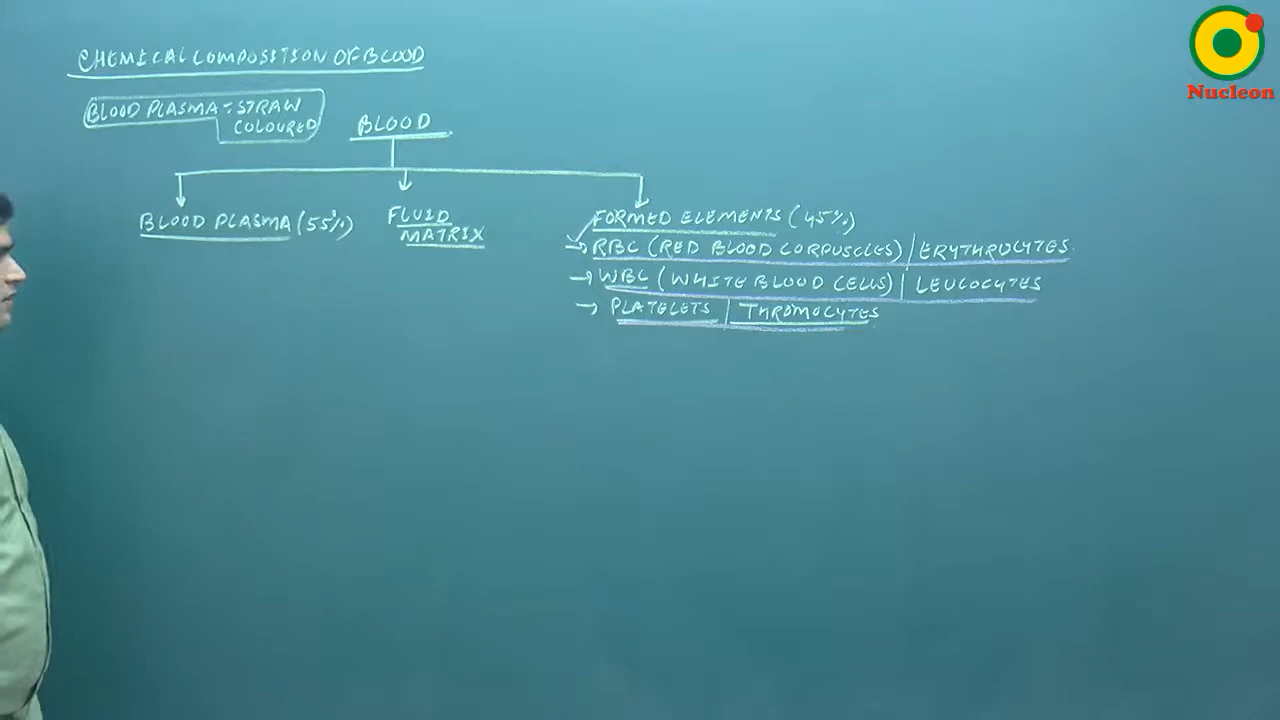 CHEMICAL COMPOSITION OF BLOOD
BLOOD PLASMA - STRAW
COLOURED
BLOOD
BLOOD PLASMA (55%)
FLUID
MATRIX
FORMED ELEMENTS (45%)
→ RBC (RED BLOOD CORPUSCLES) | ERYTHROCYTES
→ WBC (WHITE BLOOD CELLS) | LEUCOCYTES
→ PLATELETS | THROMOCYTES
Nucleon